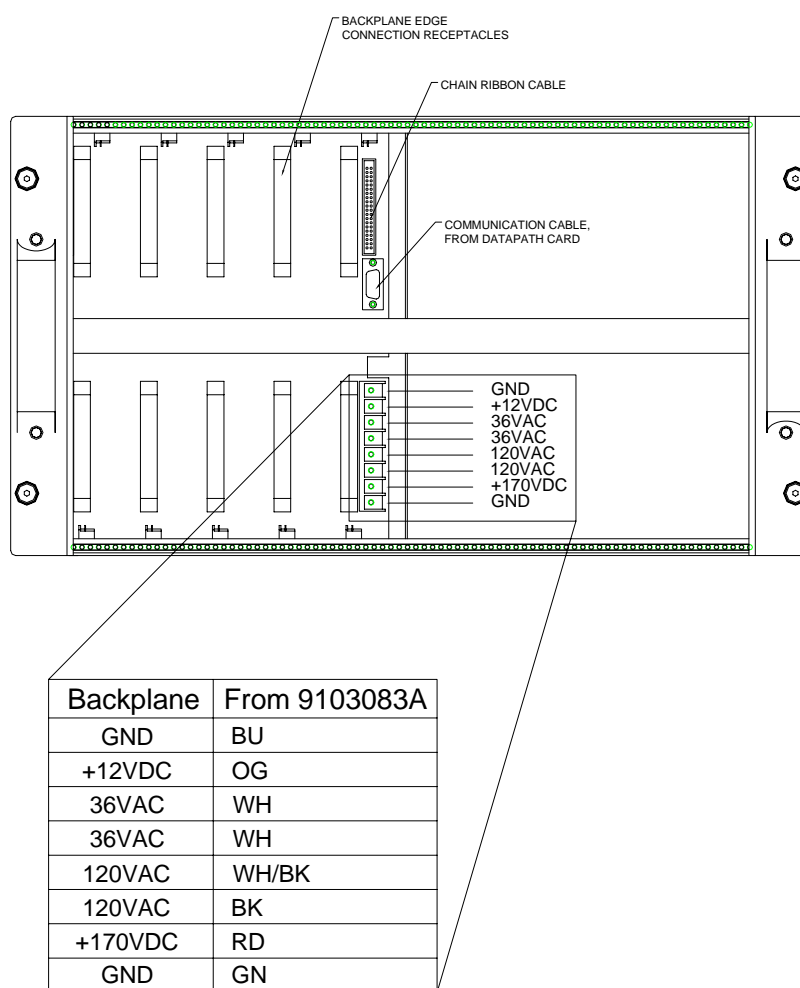 BACKPLANE EDGE
CONNECTION RECEPTACLES
CHAIN RIBBON CABLE
COMMUNICATION CABLE,
FROM DATAPATH CARD
GND
+12VDC
36VAC
36VAC
120VAC
120VAC
+170VDC
GND
Backplane From 9103083A
GND BU
+12VDC OG
36VAC WH
36VAC WH
120VAC WH/BK
120VAC BK
+170VDC RD
GND GN